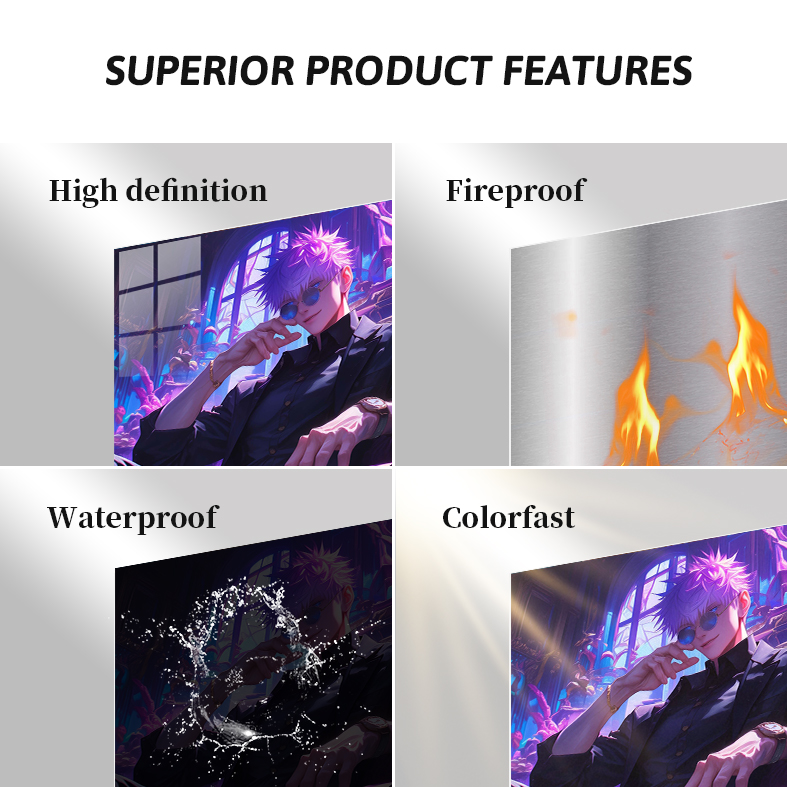 SUPERIOR PRODUCT FEATURES
High definition
Fireproof
Waterproof
Colorfast